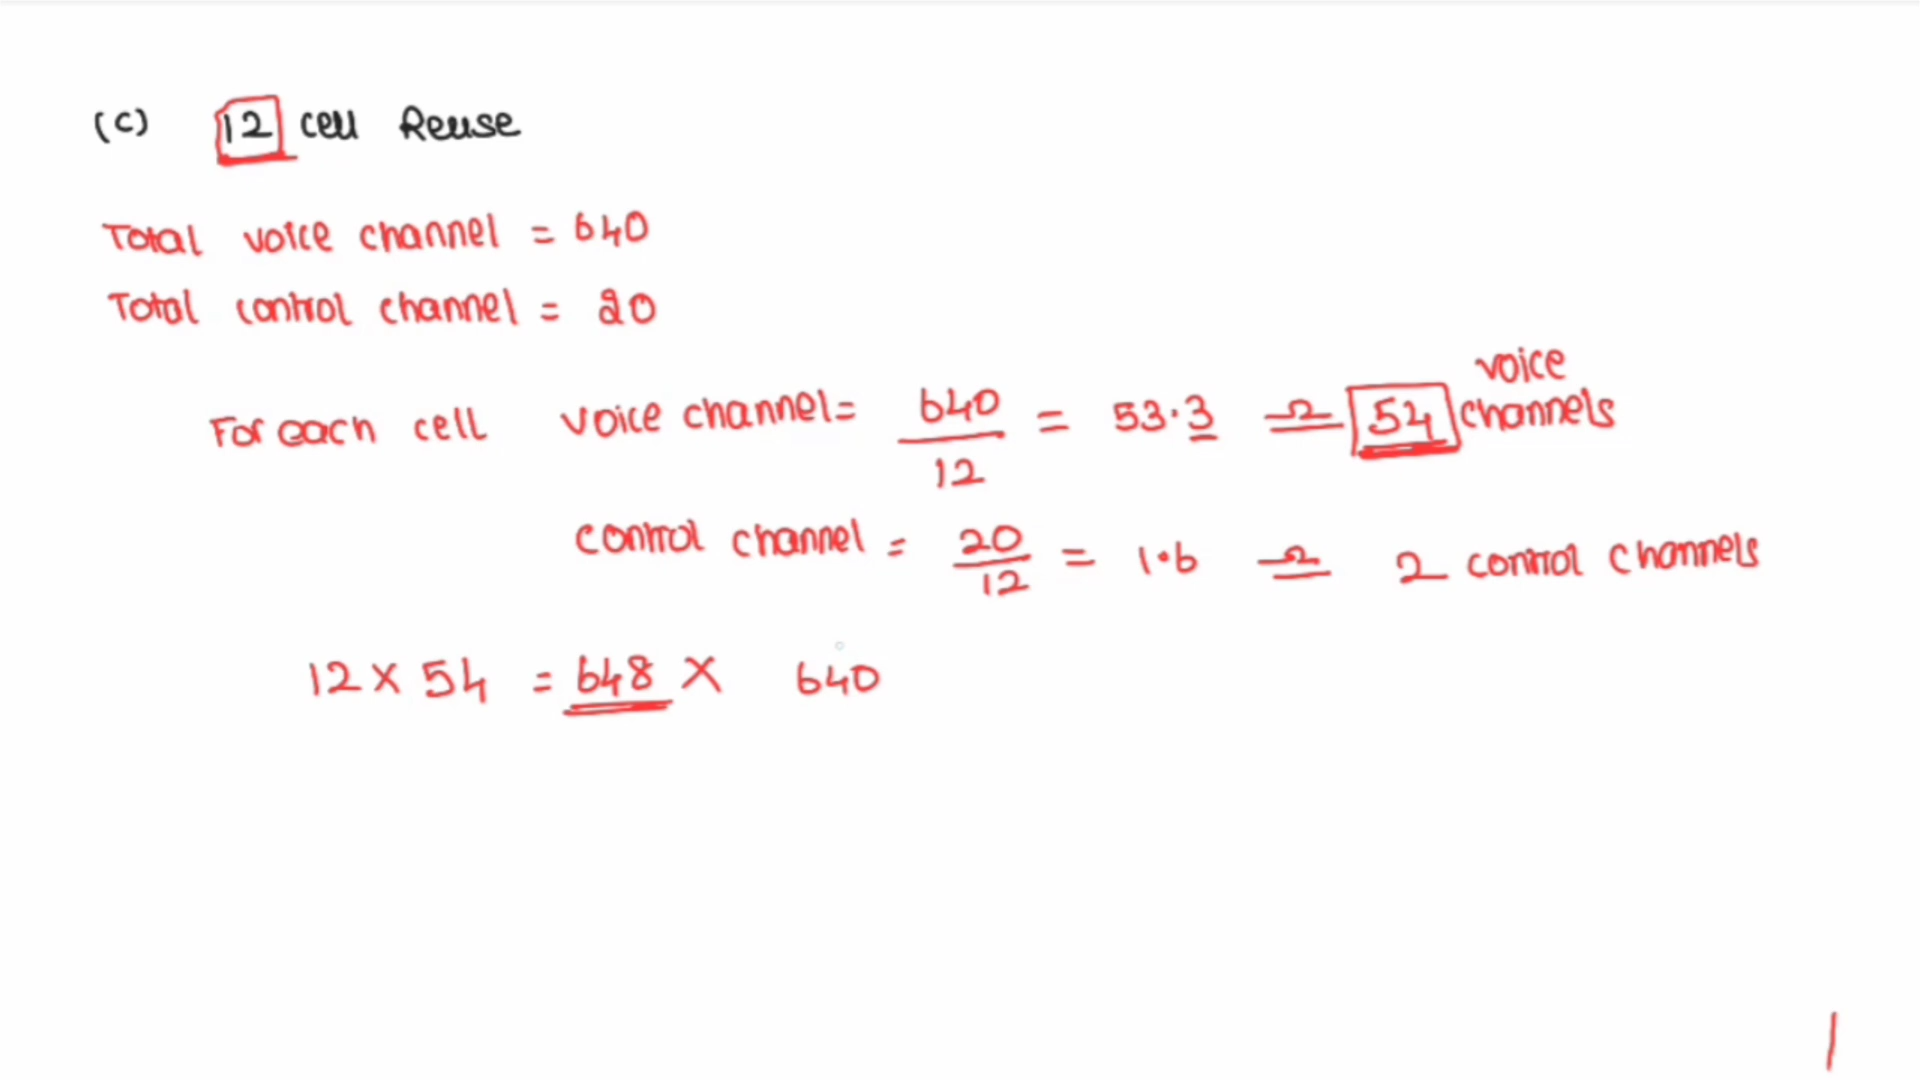 (c) 12 cell Reuse
Total voice channel = 640
Total control channel = 20
voice
For each cell voice channel = 640/12 = 53.3 ≃ 54 channels
control channel = 20/12 = 1.6 ≃ 2 control channels
12 × 54 = 648 × 640